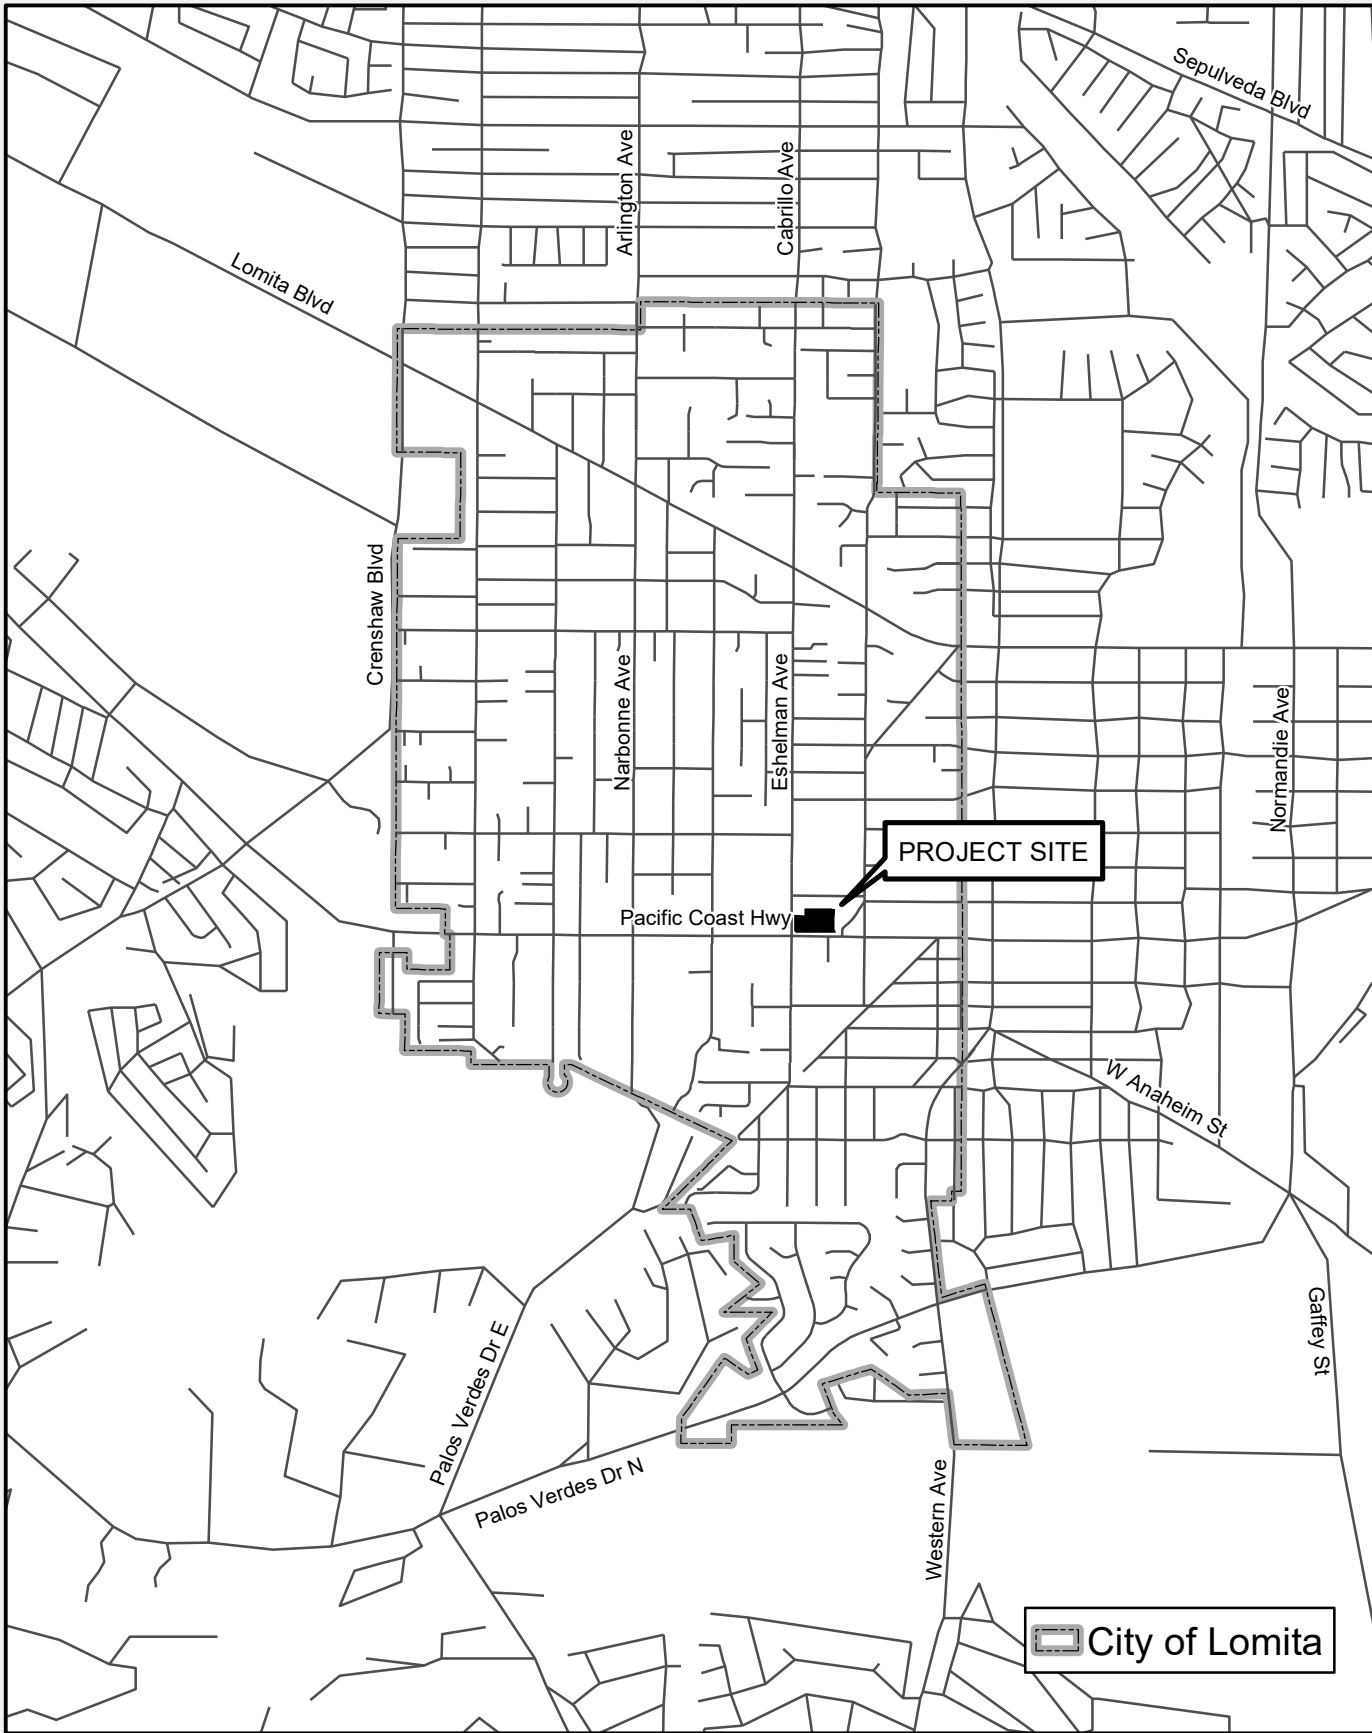 Sepulveda Blvd
Arlington Ave
Cabrillo Ave
Lomita Blvd
Crenshaw Blvd
Narbonne Ave
Eshelman Ave
Normandie Ave
PROJECT SITE
Pacific Coast Hwy
W Anaheim St
Gaffey St
Palos Verdes Dr E
Palos Verdes Dr N
Western Ave
City of Lomita